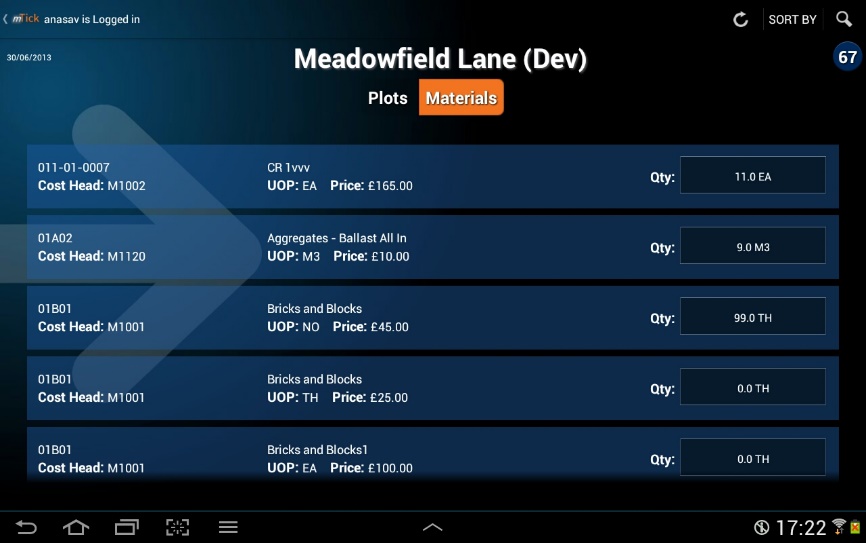 mTick anasav is Logged in
SORT BY
30/06/2013
Meadowfield Lane (Dev)
67
Plots Materials
011-01-0007 CR 1vvv
Cost Head: M1002 UOP: EA Price: £165.00
Qty: 11.0 EA
01A02 Aggregates - Ballast All In
Cost Head: M1120 UOP: M3 Price: £10.00
Qty: 9.0 M3
01B01 Bricks and Blocks
Cost Head: M1001 UOP: NO Price: £45.00
Qty: 99.0 TH
01B01 Bricks and Blocks
Cost Head: M1001 UOP: TH Price: £25.00
Qty: 0.0 TH
01B01 Bricks and Blocks1
Cost Head: M1001 UOP: EA Price: £100.00
Qty: 0.0 TH
17:22